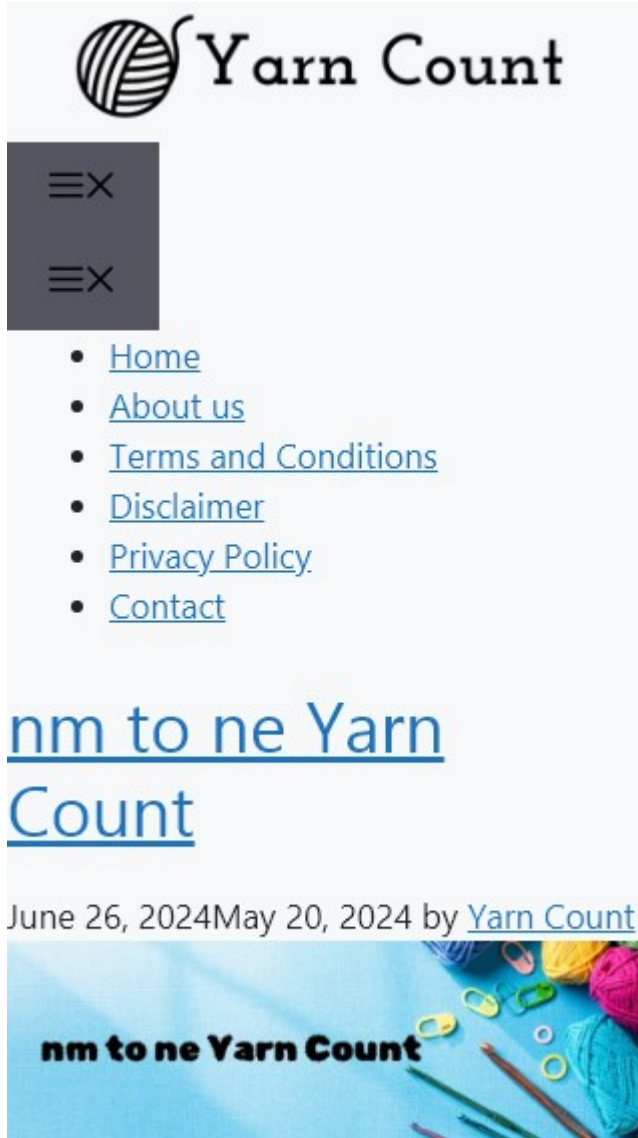 Yarn Count
Home
About us
Terms and Conditions
Disclaimer
Privacy Policy
Contact
nm to ne Yarn
Count
June 26, 2024May 20, 2024 by Yarn Count
nm to ne Yarn Count